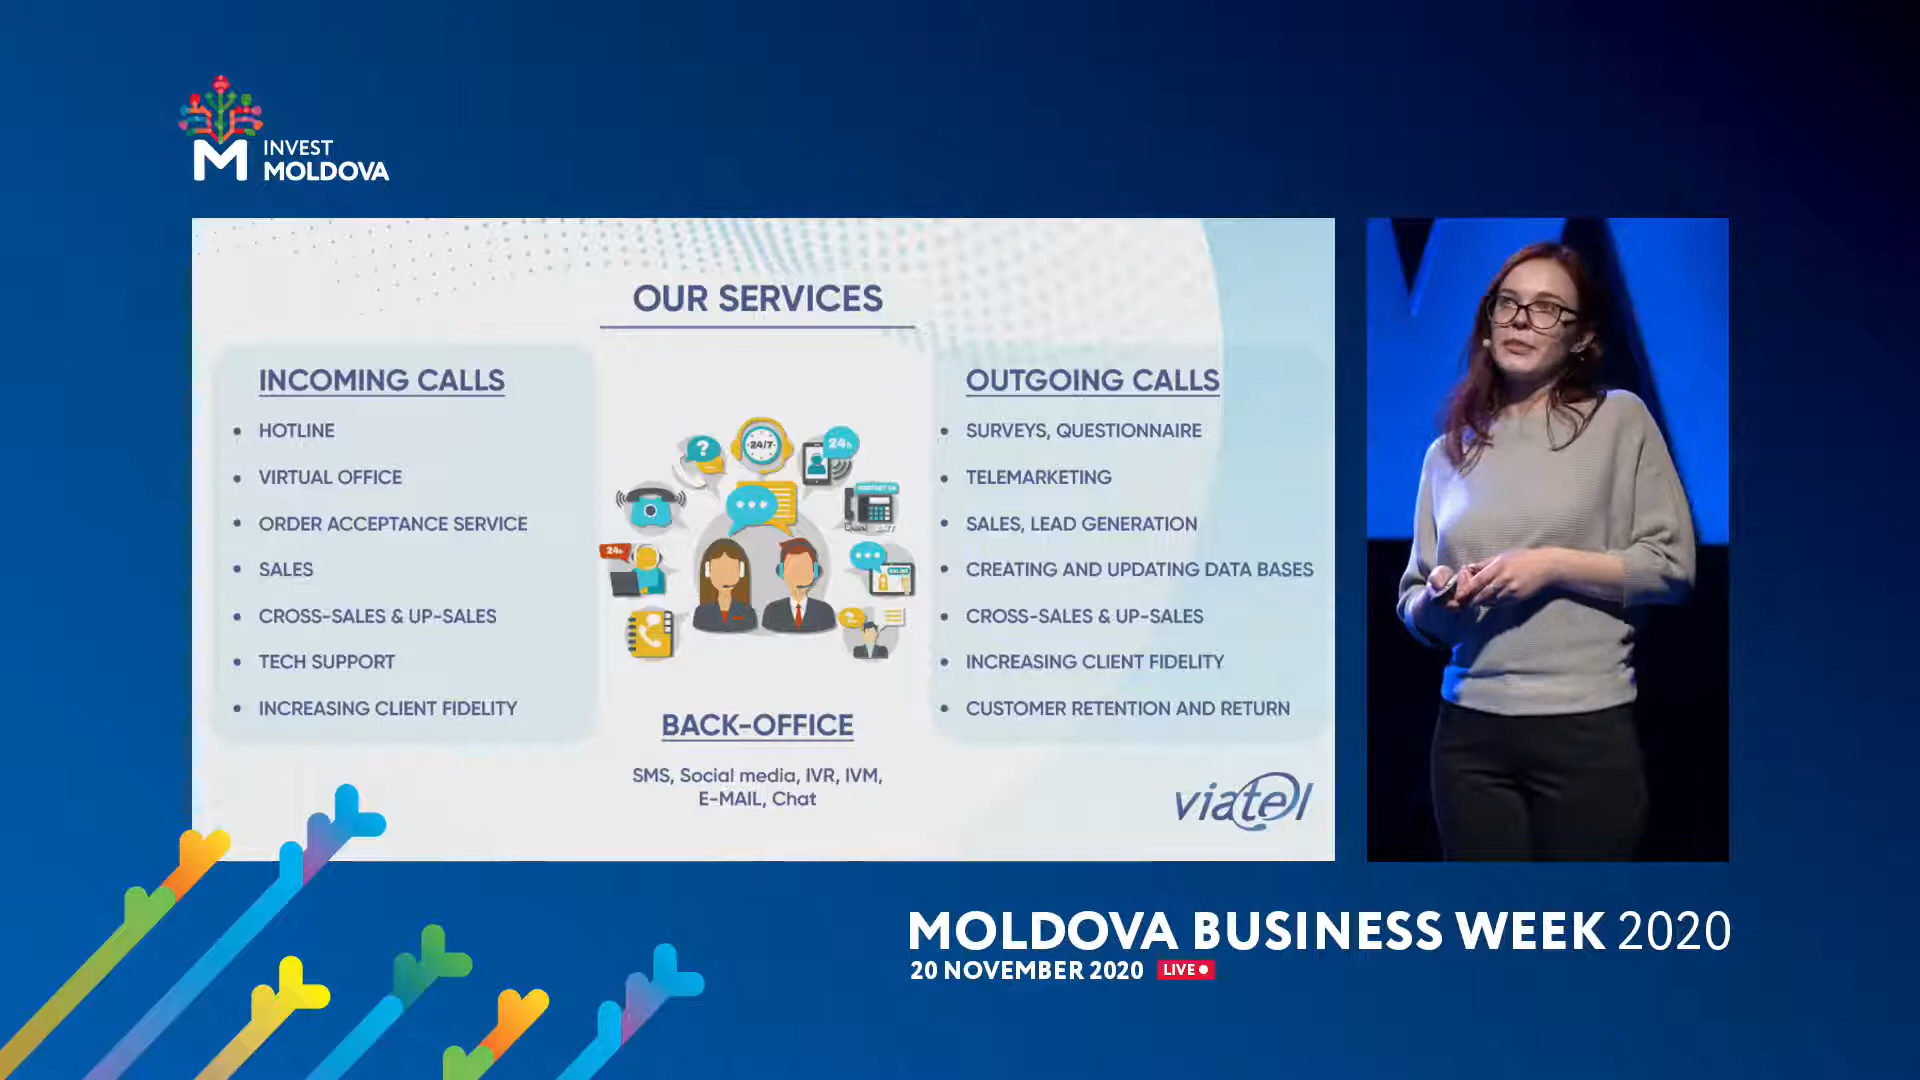 INVEST
MOLDOVA
OUR SERVICES
INCOMING CALLS
HOTLINE
VIRTUAL OFFICE
ORDER ACCEPTANCE SERVICE
SALES
CROSS-SALES & UP-SALES
TECH SUPPORT
INCREASING CLIENT FIDELITY
24/7
24h
CONTACT US
24h
ONLINE
BACK-OFFICE
SMS, Social media, IVR, IVM,
E-MAIL, Chat
OUTGOING CALLS
SURVEYS, QUESTIONNAIRE
TELEMARKETING
SALES, LEAD GENERATION
CREATING AND UPDATING DATA BASES
CROSS-SALES & UP-SALES
INCREASING CLIENT FIDELITY
CUSTOMER RETENTION AND RETURN
viatel
MOLDOVA BUSINESS WEEK 2020
20 NOVEMBER 2020 LIVE